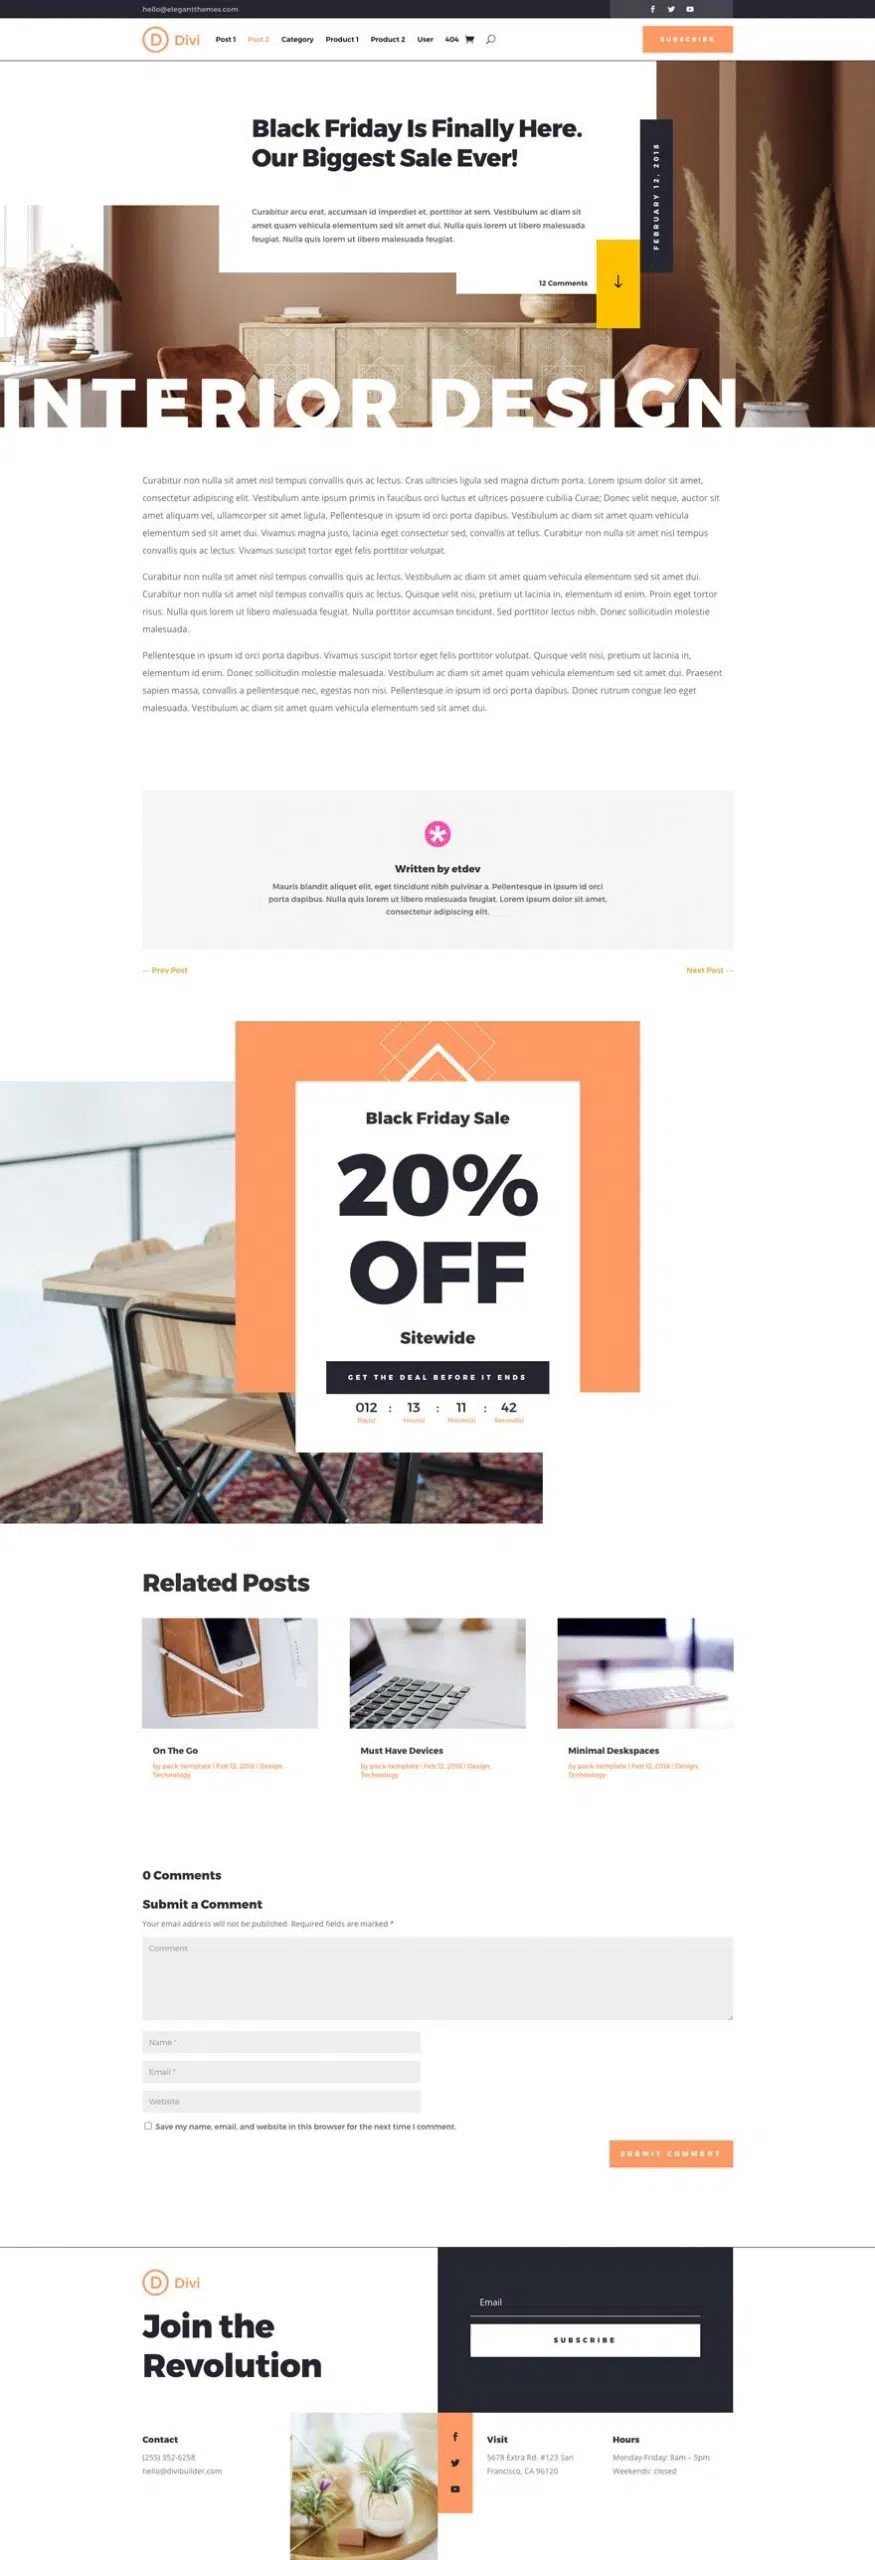 hello@elegantthemes.com
Divi
Post 1 Post 2 Category Product 1 Product 2 User 404
SUBSCRIBE
Black Friday Is Finally Here.
Our Biggest Sale Ever!
FEBRUARY 12, 2018
Curabitur arcu erat, accumsan id imperdiet et, porttitor at sem. Vestibulum ac diam sit
amet quam vehicula elementum sed sit amet dui. Nulla quis lorem ut libero malesuada
feugiat. Nulla quis lorem ut libero malesuada feugiat.
12 Comments
INTERIOR DESIGN
Curabitur non nulla sit amet nisl tempus convallis quis ac lectus. Cras ultricies ligula sed magna dictum porta. Lorem ipsum dolor sit amet,
consectetur adipiscing elit. Vestibulum ante ipsum primis in faucibus orci luctus et ultrices posuere cubilia Curae; Donec velit neque, auctor sit
amet aliquam vel, ullamcorper sit amet ligula. Pellentesque in ipsum id orci porta dapibus. Vestibulum ac diam sit amet quam vehicula
elementum sed sit amet dui. Vivamus magna justo, lacinia eget consectetur sed, convallis at tellus. Curabitur non nulla sit amet nisl tempus
convallis quis ac lectus. Vivamus suscipit tortor eget felis porttitor volutpat.
Curabitur non nulla sit amet nisl tempus convallis quis ac lectus. Vestibulum ac diam sit amet quam vehicula elementum sed sit amet dui.
Curabitur non nulla sit amet nisl tempus convallis quis ac lectus. Quisque velit nisi, pretium ut lacinia in, elementum id enim. Proin eget tortor
risus. Nulla quis lorem ut libero malesuada feugiat. Nulla porttitor accumsan tincidunt. Sed porttitor lectus nibh. Donec sollicitudin molestie
malesuada.
Pellentesque in ipsum id orci porta dapibus. Vivamus suscipit tortor eget felis porttitor volutpat. Quisque velit nisi, pretium ut lacinia in,
elementum id enim. Donec sollicitudin molestie malesuada. Vestibulum ac diam sit amet quam vehicula elementum sed sit amet dui. Praesent
sapien massa, convallis a pellentesque nec, egestas non nisi. Pellentesque in ipsum id orci porta dapibus. Donec rutrum congue leo eget
malesuada. Vestibulum ac diam sit amet quam vehicula elementum sed sit amet dui.
Written by etdev
Mauris blandit aliquet elit, eget tincidunt nibh pulvinar a. Pellentesque in ipsum id orci
porta dapibus. Nulla quis lorem ut libero malesuada feugiat. Lorem ipsum dolor sit amet,
consectetur adipiscing elit.
← Prev Post
Next Post →
Black Friday Sale
20%
OFF
Sitewide
GET THE DEAL BEFORE IT ENDS
012 : 13 : 11 : 42
Day(s) Hour(s) Minute(s) Second(s)
Related Posts
On The Go
by pack-template | Feb 12, 2018 | Design,
Technology
Must Have Devices
by pack-template | Feb 12, 2018 | Design,
Technology
Minimal Deskspaces
by pack-template | Feb 12, 2018 | Design,
Technology
0 Comments
Submit a Comment
Your email address will not be published. Required fields are marked *
Comment
Name *
Email *
Website
Save my name, email, and website in this browser for the next time I comment.
SUBMIT COMMENT
Divi
Join the
Revolution
Email
SUBSCRIBE
Contact
(255) 352-6258
hello@divibuilder.com
Visit
5678 Extra Rd. #123 San
Francisco, CA 96120
Hours
Monday-Friday: 8am – 5pm
Weekends: closed